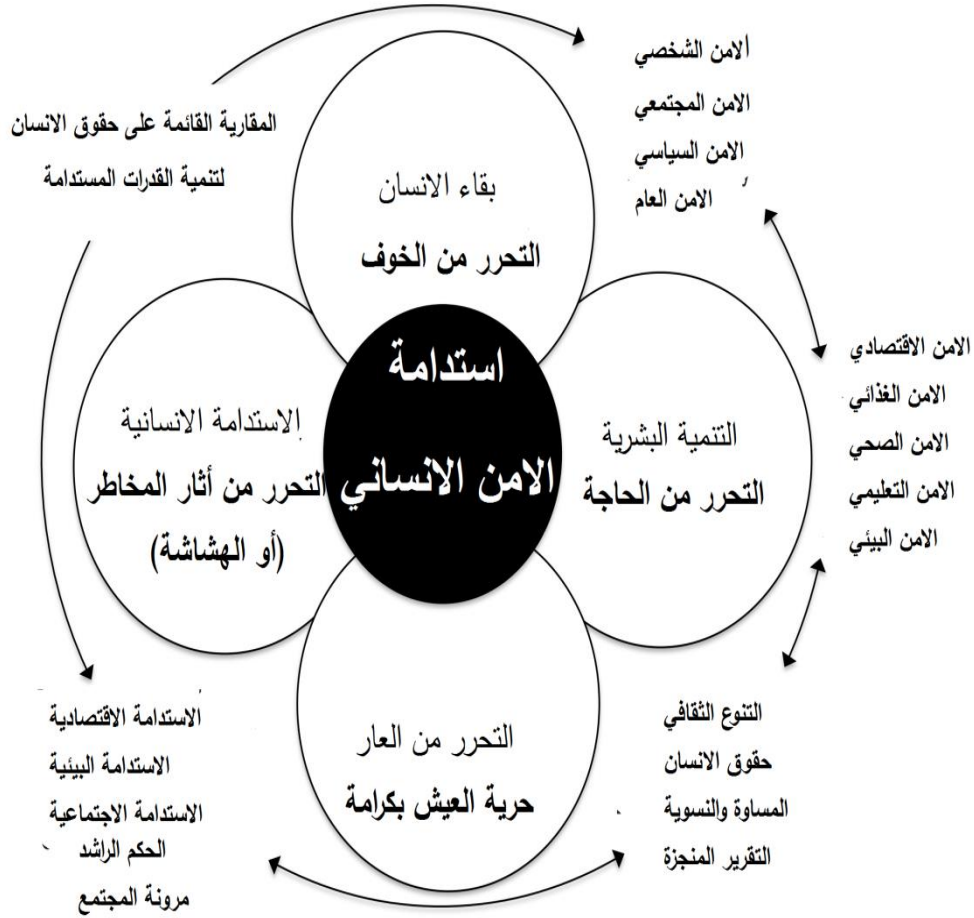 ألامن الشخصي
الامن المجتمعي
الامن السياسي
الامن العام
المقاربة القائمة على حقوق الانسان
لتنمية القدرات المستدامة
بقاء الانسان
التحرر من الخوف
استدامة
الامن الانساني
الامن الاقتصادي
الامن الغذائي
الامن الصحي
الامن التعليمي
الامن البيئي
التنمية البشرية
التحرر من الحاجة
الاستدامة الانسانية
التحرر من أثار المخاطر
(أو الهشاشة)
التحرر من العار
حرية العيش بكرامة
التنوع الثقافي
حقوق الانسان
المساوة والنسوية
التقرير المنجزة
الاستدامة الاقتصادية
الاستدامة البيئية
الاستدامة الاجتماعية
الحكم الراشد
مرونة المجتمع